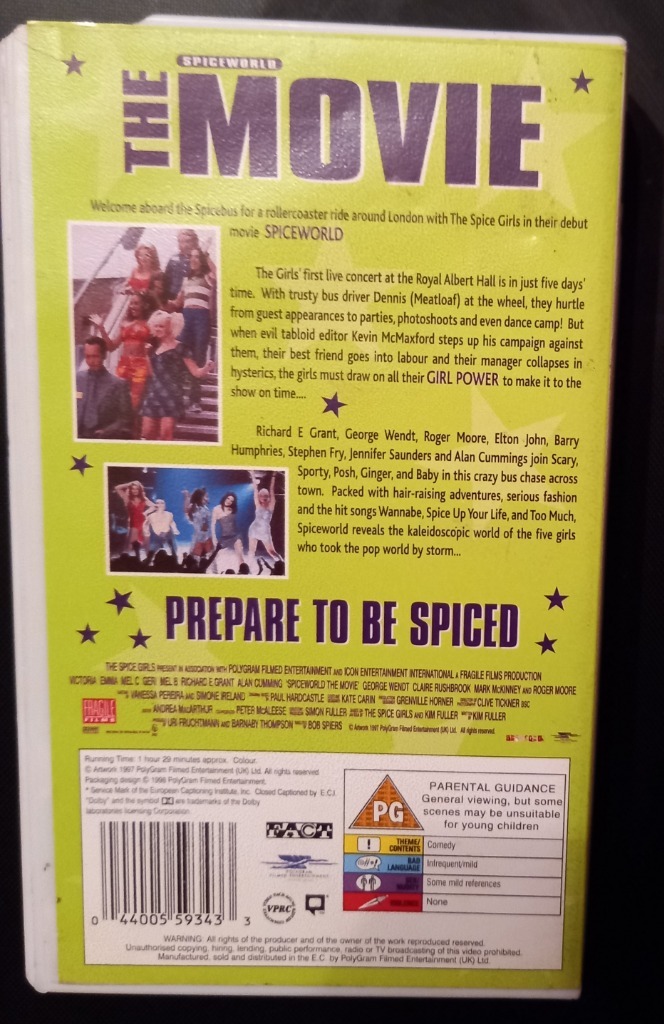 SPICEWORLD
THE MOVIE
Welcome aboard the Spicebus for a rollercoaster ride around London with The Spice Girls in their debut
movie SPICEWORLD
The Girls' first live concert at the Royal Albert Hall is in just five days'
time. With trusty bus driver Dennis (Meatloaf) at the wheel, they hurtle
from guest appearances to parties, photoshoots and even dance camp! But
when evil tabloid editor Kevin McMaxford steps up his campaign against
them, their best friend goes into labour and their manager collapses in
hysterics, the girls must draw on all their GIRL POWER to make it to the
show on time....
Richard E Grant, George Wendt, Roger Moore, Elton John, Barry
Humphries, Stephen Fry, Jennifer Saunders and Alan Cummings join Scary,
Sporty, Posh, Ginger, and Baby in this crazy bus chase across
town. Packed with hair-raising adventures, serious fashion
and the hit songs Wannabe, Spice Up Your Life, and Too Much,
Spiceworld reveals the kaleidoscopic world of the five girls
who took the pop world by storm...
PREPARE TO BE SPICED
THE SPICE GIRLS PRESENT IN ASSOCIATION WITH POLYGRAM FILMED ENTERTAINMENT AND ICON ENTERTAINMENT INTERNATIONAL A FRAGILE FILMS PRODUCTION
VICTORIA EMMA MEL C GERI MEL B RICHARD E GRANT ALAN CUMMING 'SPICEWORLD THE MOVIE' GEORGE WENDT CLAIRE RUSHBROOK MARK McKINNEY AND ROGER MOORE
VANESSA PEREIRA AND SIMONE IRELAND PAUL HARDCASTLE KATE CARIN GRENVILLE HORNER CLIVE TICKNER BSC
FRAGILE FILMS
ANDREA MacARTHUR PETER McALEESE SIMON FULLER THE SPICE GIRLS AND KIM FULLER KIM FULLER
URI FRUCHTMANN AND BARNABY THOMPSON BOB SPIERS © Artwork 1997 PolyGram Filmed Entertainment (UK) Ltd. All rights reserved.
Running Time: 1 hour 29 minutes approx. Colour.
© Artwork 1997 PolyGram Filmed Entertainment (UK) Ltd. All rights reserved
Packaging design © 1998 PolyGram Filmed Entertainment.
* Service Mark of the European Captioning Institute, Inc. Closed Captioned by E.C.I.
"Dolby" and the symbol are trademarks of the Dolby
laboratories licensing Corporation
0 44005 59343 3
FACT
POLYGRAM
FILMED ENTERTAINMENT
VPRC
PG
PARENTAL GUIDANCE
General viewing, but some
scenes may be unsuitable
for young children
THEME/CONTENTS Comedy
BAD LANGUAGE Infrequent/mild
Some mild references
VIOLENCE None
WARNING: All rights of the producer and of the owner of the work reproduced reserved.
Unauthorised copying, hiring, lending, public performance, radio or TV broadcasting of this video prohibited.
Manufactured, sold and distributed in the E.C. by PolyGram Filmed Entertainment (UK) Ltd.